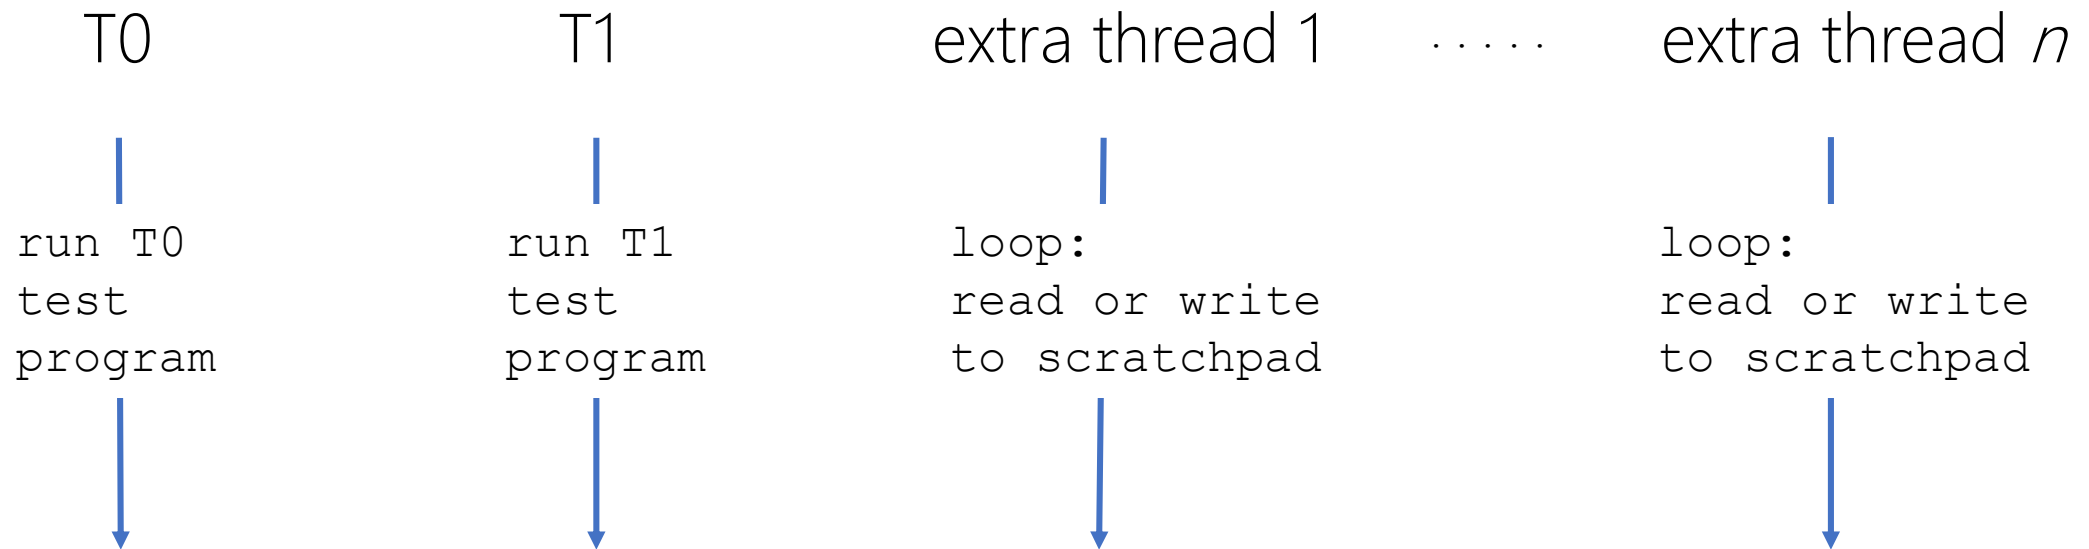 T0 T1 extra thread 1 ..... extra thread n
run T0
test
program
run T1
test
program
loop:
read or write
to scratchpad
loop:
read or write
to scratchpad